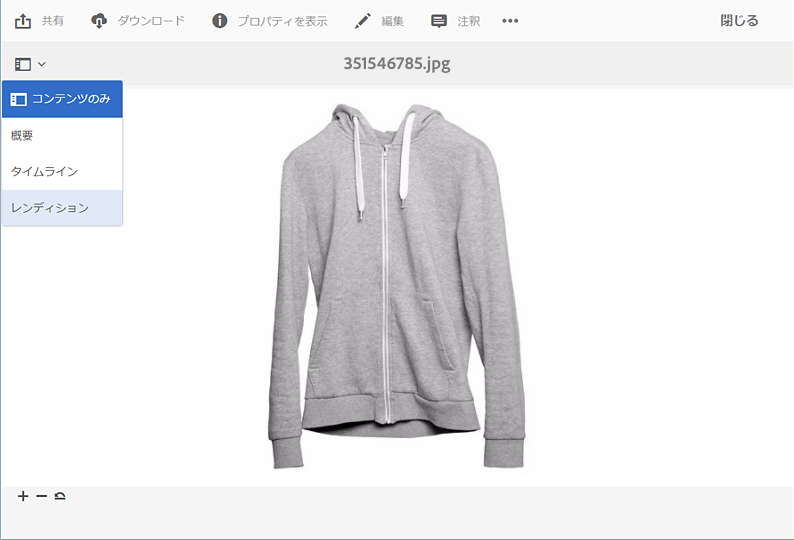 共有 ダウンロード プロパティを表示 編集 注釈 閉じる
351546785.jpg
コンテンツのみ
概要
タイムライン
レンディション